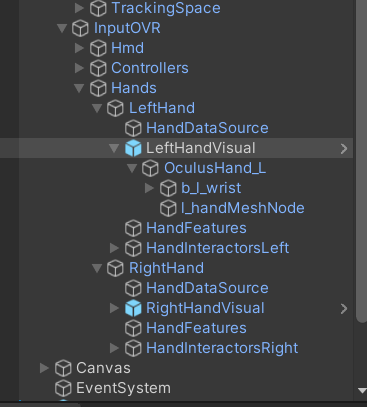 TrackingSpace
InputOVR
Hmd
Controllers
Hands
LeftHand
HandDataSource
LeftHandVisual
OculusHand_L
b_l_wrist
l_handMeshNode
HandFeatures
HandInteractorsLeft
RightHand
HandDataSource
RightHandVisual
HandFeatures
HandInteractorsRight
Canvas
EventSystem